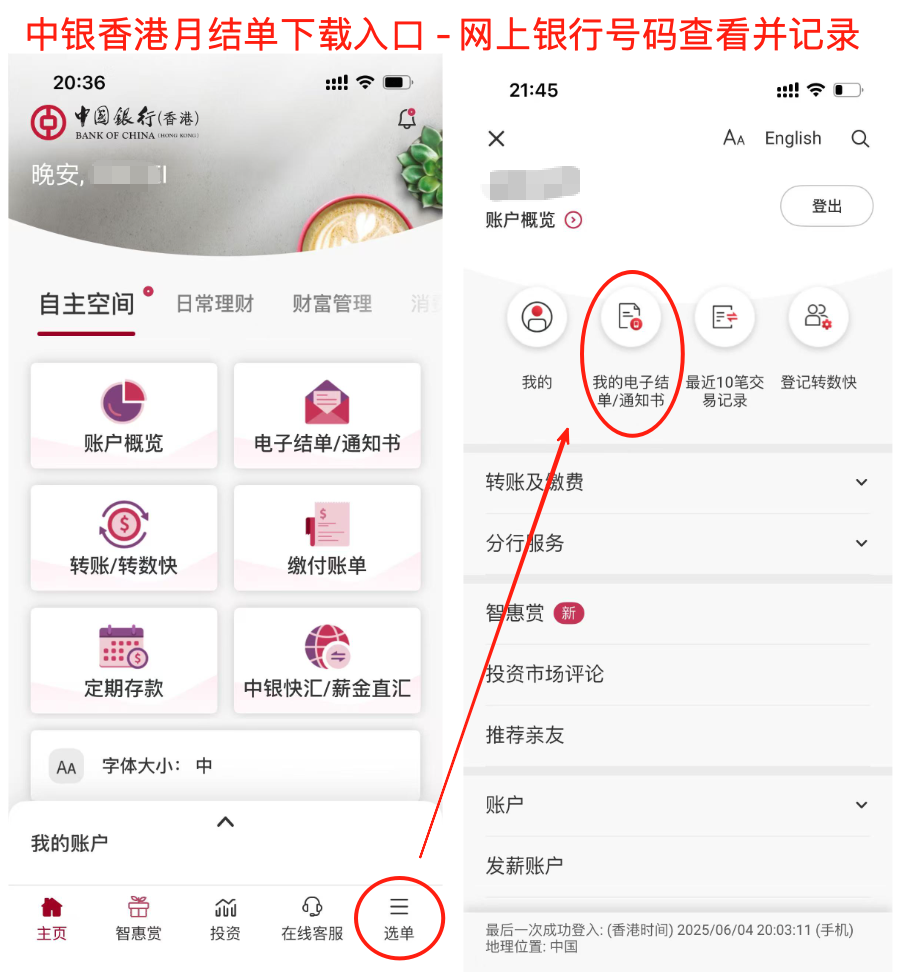 中银香港月结单下载入口 – 网上银行号码查看并记录
20:36
中國銀行(香港)
BANK OF CHINA (HONG KONG)
晚安,
自主空间
日常理财
财富管理
账户概览
电子结单/通知书
转账/转数快
缴付账单
定期存款
中银快汇/薪金直汇
AA
字体大小： 中
我的账户
主页
智惠赏
投资
在线客服
选单
21:45
AA
English
账户概览
登出
我的
我的电子结
单/通知书
最近10笔交
易记录
登记转数快
转账及缴费
分行服务
智惠赏
新
投资市场评论
推荐亲友
账户
发薪账户
最后一次成功登入: (香港时间) 2025/06/04 20:03:11 (手机)
地理位置: 中国